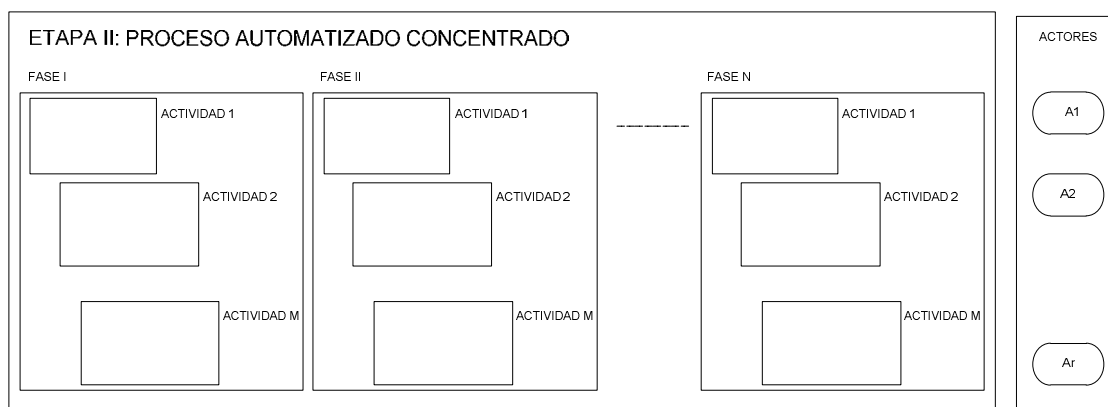 ETAPA II: PROCESO AUTOMATIZADO CONCENTRADO
FASE I
ACTIVIDAD 1
ACTIVIDAD 2
ACTIVIDAD M
FASE II
ACTIVIDAD 1
ACTIVIDAD 2
ACTIVIDAD M
FASE N
ACTIVIDAD 1
ACTIVIDAD 2
ACTIVIDAD M
ACTORES
A1
A2
Ar